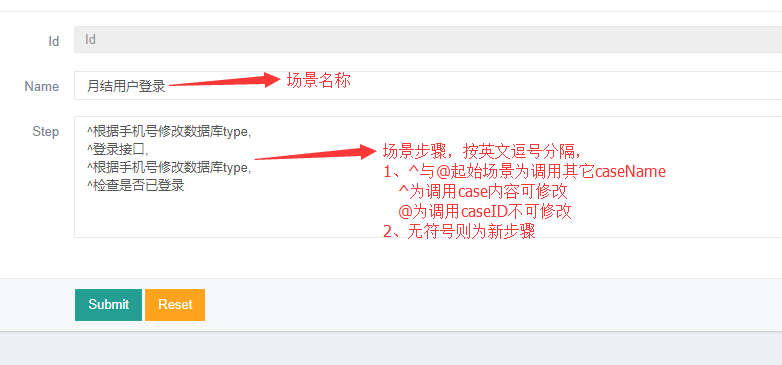 Id
Id
Name
月结用户登录
场景名称
Step
^根据手机号修改数据库type,
^登录接口,
^根据手机号修改数据库type,
^检查是否已登录
场景步骤，按英文逗号分隔，
1、^与@起始场景为调用其它caseName
^为调用case内容可修改
@为调用caseID不可修改
2、无符号则为新步骤
Submit
Reset